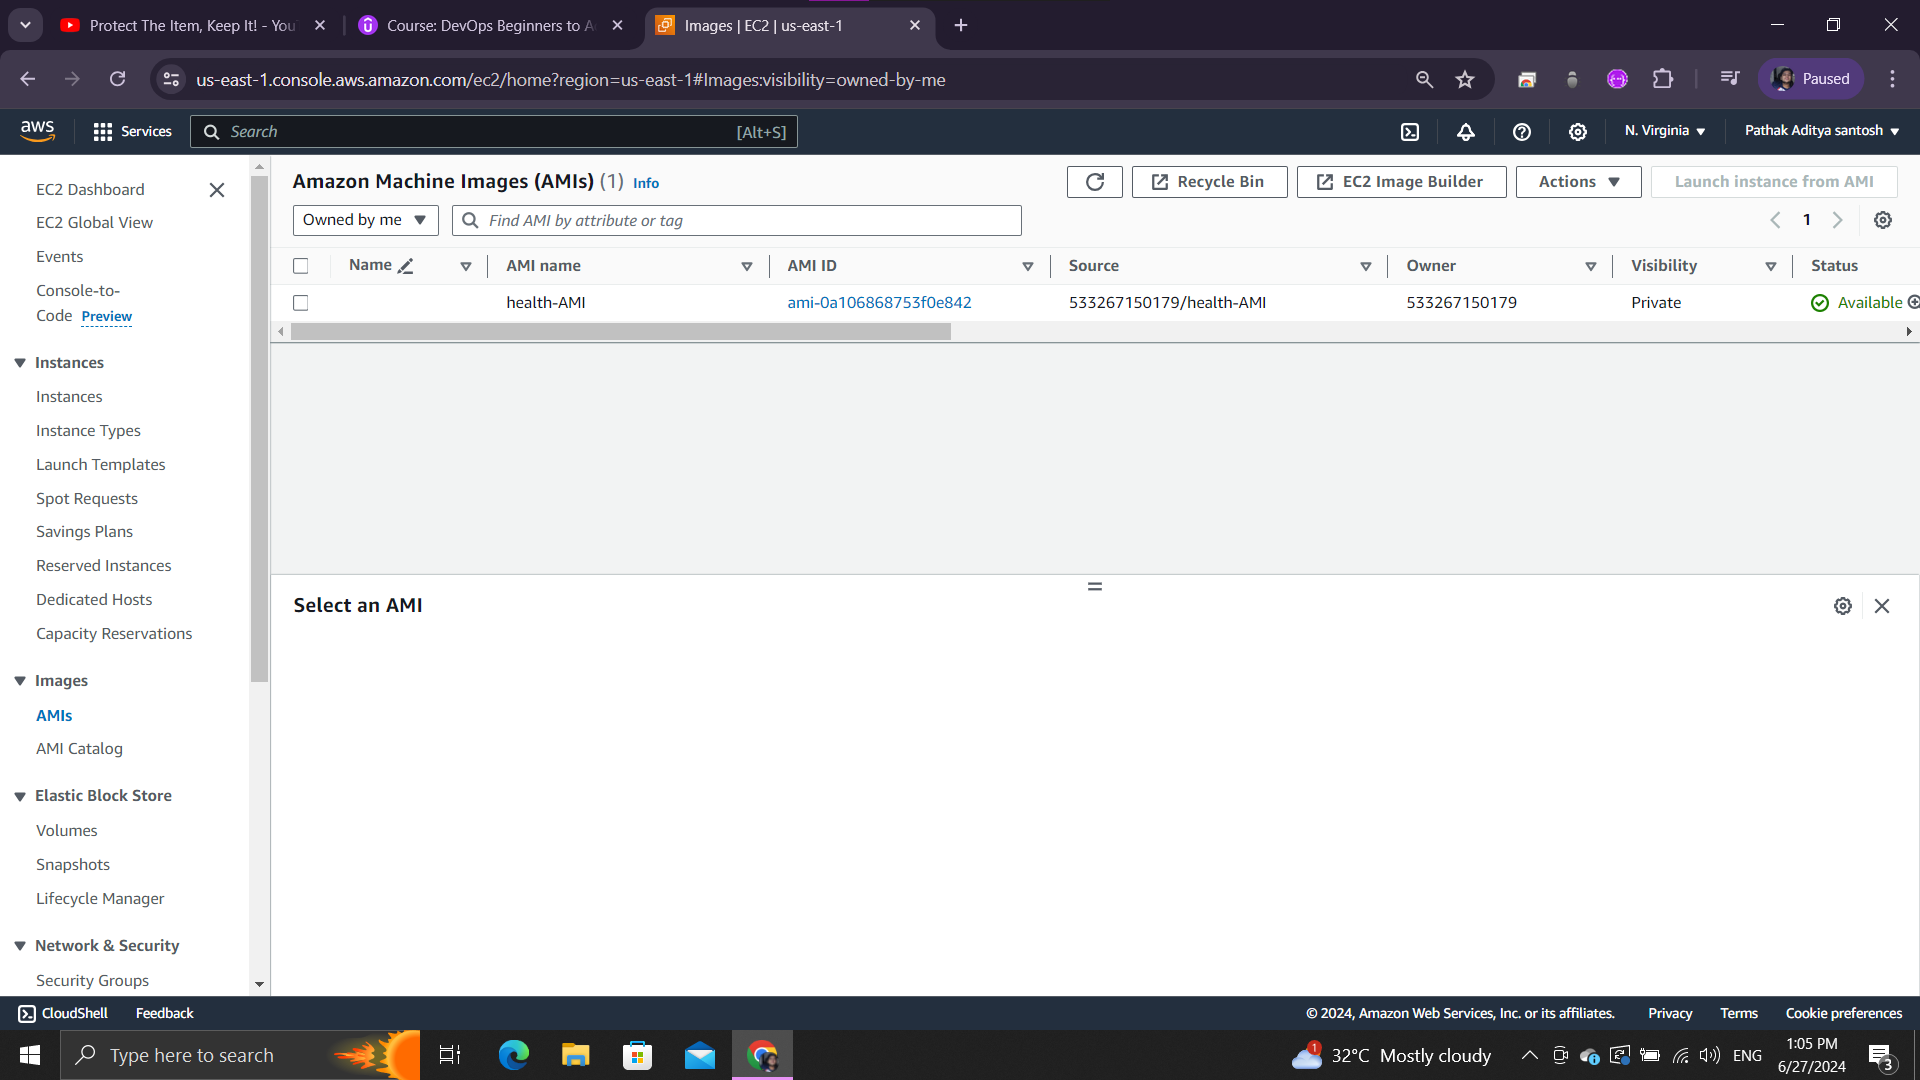 Protect The Item, Keep It! - You
Course: DevOps Beginners to A
Images | EC2 | us-east-1
us-east-1.console.aws.amazon.com/ec2/home?region=us-east-1#Images:visibility=owned-by-me
Paused
aws
Services
Search
[Alt+S]
N. Virginia
Pathak Aditya santosh
EC2 Dashboard
EC2 Global View
Events
Console-to-
Code Preview
Instances
Instances
Instance Types
Launch Templates
Spot Requests
Savings Plans
Reserved Instances
Dedicated Hosts
Capacity Reservations
Images
AMIs
AMI Catalog
Elastic Block Store
Volumes
Snapshots
Lifecycle Manager
Network & Security
Security Groups
Amazon Machine Images (AMIs) (1) Info
Recycle Bin
EC2 Image Builder
Actions
Launch instance from AMI
Owned by me
Find AMI by attribute or tag
1
Name AMI name AMI ID Source Owner Visibility Status
health-AMI ami-0a106868753f0e842 533267150179/health-AMI 533267150179 Private Available
Select an AMI
CloudShell Feedback
© 2024, Amazon Web Services, Inc. or its affiliates. Privacy Terms Cookie preferences
Type here to search
1
32°C Mostly cloudy
ENG
1:05 PM
6/27/2024
3